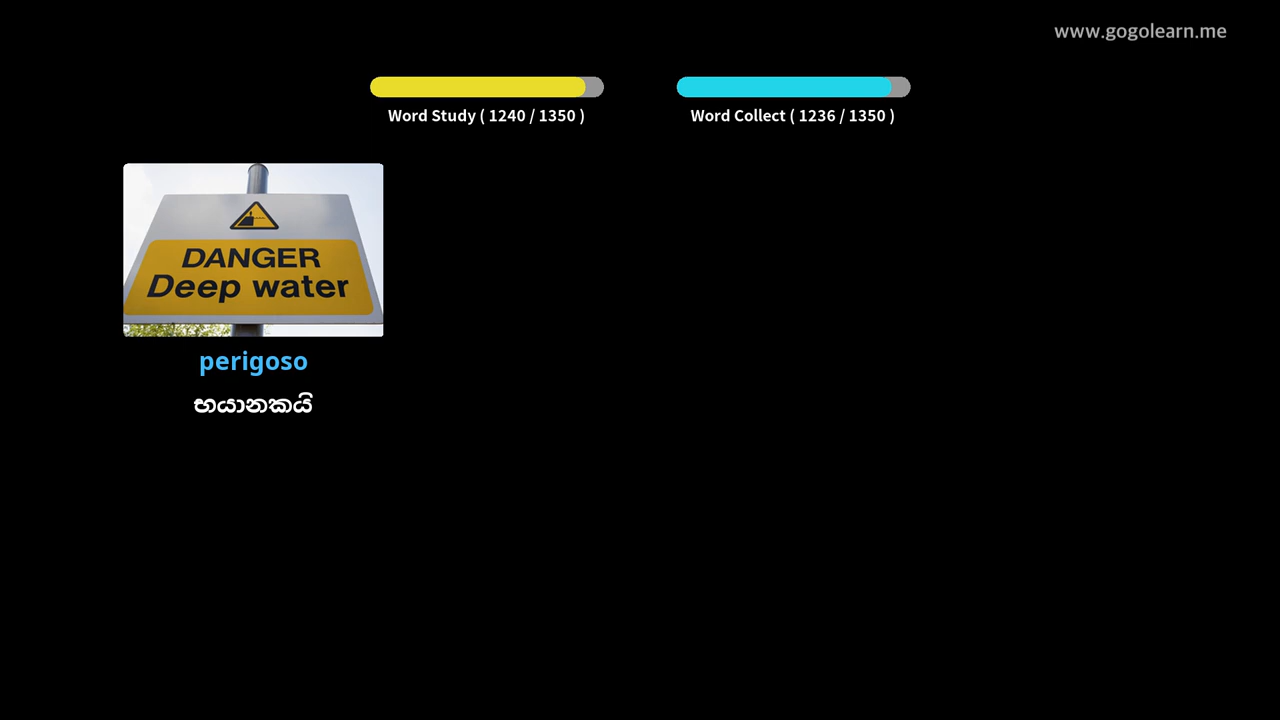 www.gogolearn.me
Word Study ( 1240 / 1350 )
Word Collect ( 1236 / 1350 )
DANGER
Deep water
perigoso
භයානකයි